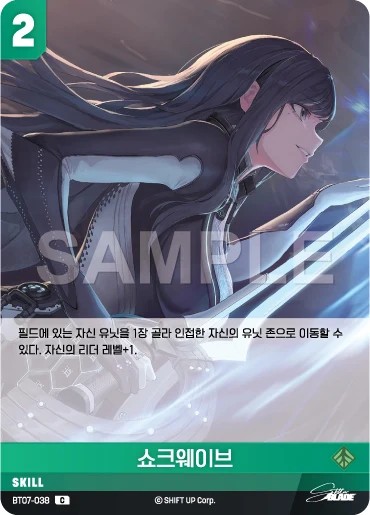 2
SAMPLE
필드에 있는 자신 유닛을 1장 골라 인접한 자신의 유닛 존으로 이동할 수
있다. 자신의 리더 레벨+1.
쇼크웨이브
SKILL
BT07-038 C ⓒ SHIFT UP Corp. Stellar BLADE